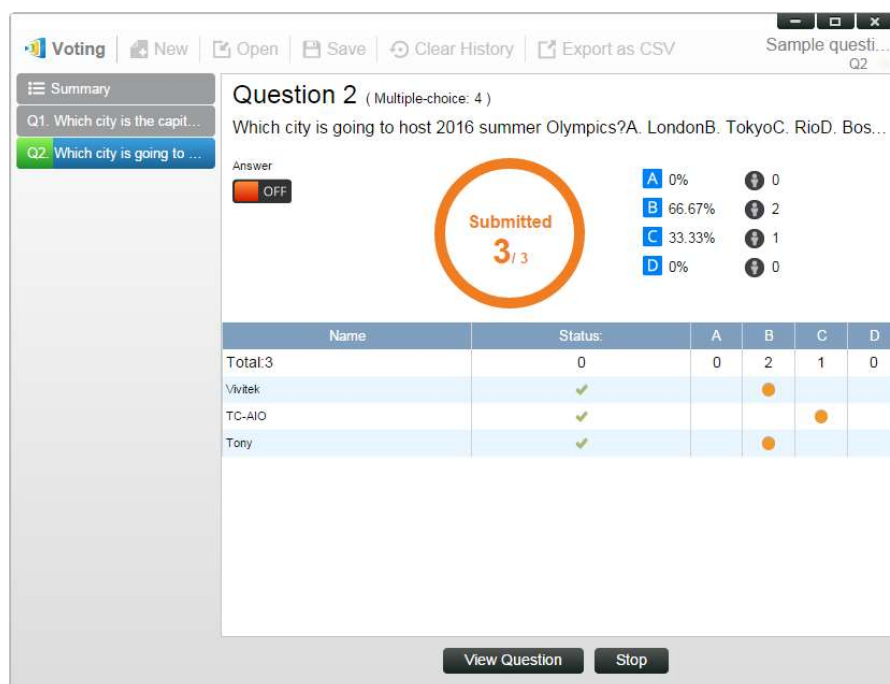 Voting New Open Save Clear History Export as CSV Sample questi...
Q2
Summary
Q1. Which city is the capit...
Q2. Which city is going to ...
Question 2 ( Multiple-choice: 4 )
Which city is going to host 2016 summer Olympics?A. LondonB. TokyoC. RioD. Bos...
Answer
OFF
Submitted
3/ 3
A 0% 0
B 66.67% 2
C 33.33% 1
D 0% 0
Name Status: A B C D
Total:3 0 0 2 1 0
Vivitek
TC-AIO
Tony
View Question Stop